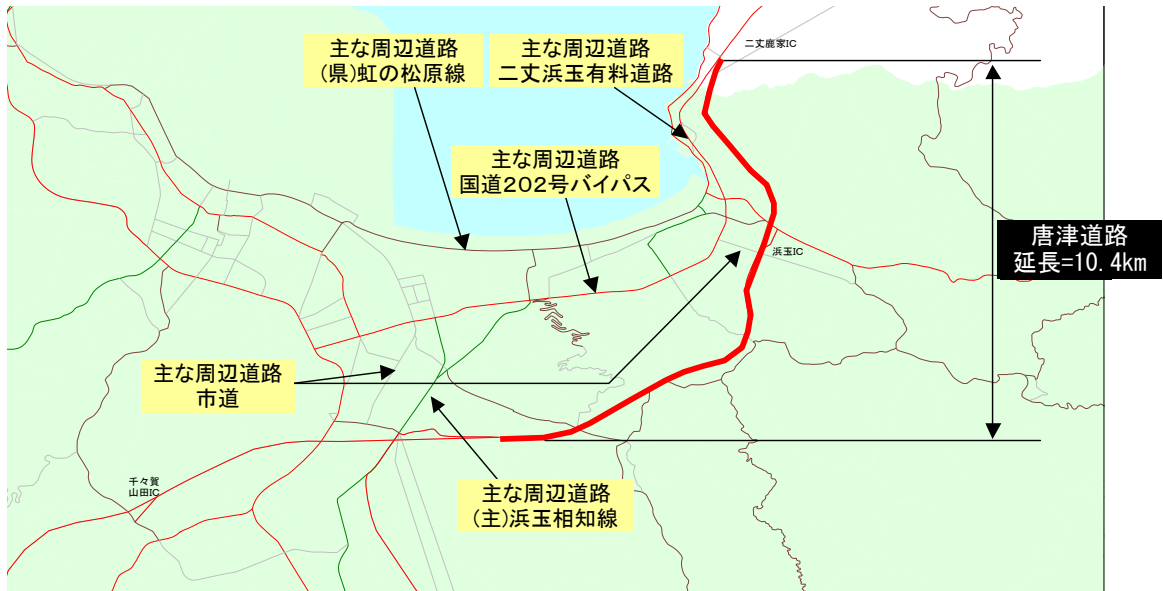 主な周辺道路
(県)虹の松原線
主な周辺道路
二丈浜玉有料道路
二丈鹿家IC
主な周辺道路
国道202号バイパス
浜玉IC
唐津道路
延長=10.4km
主な周辺道路
市道
千々賀
山田IC
主な周辺道路
(主)浜玉相知線